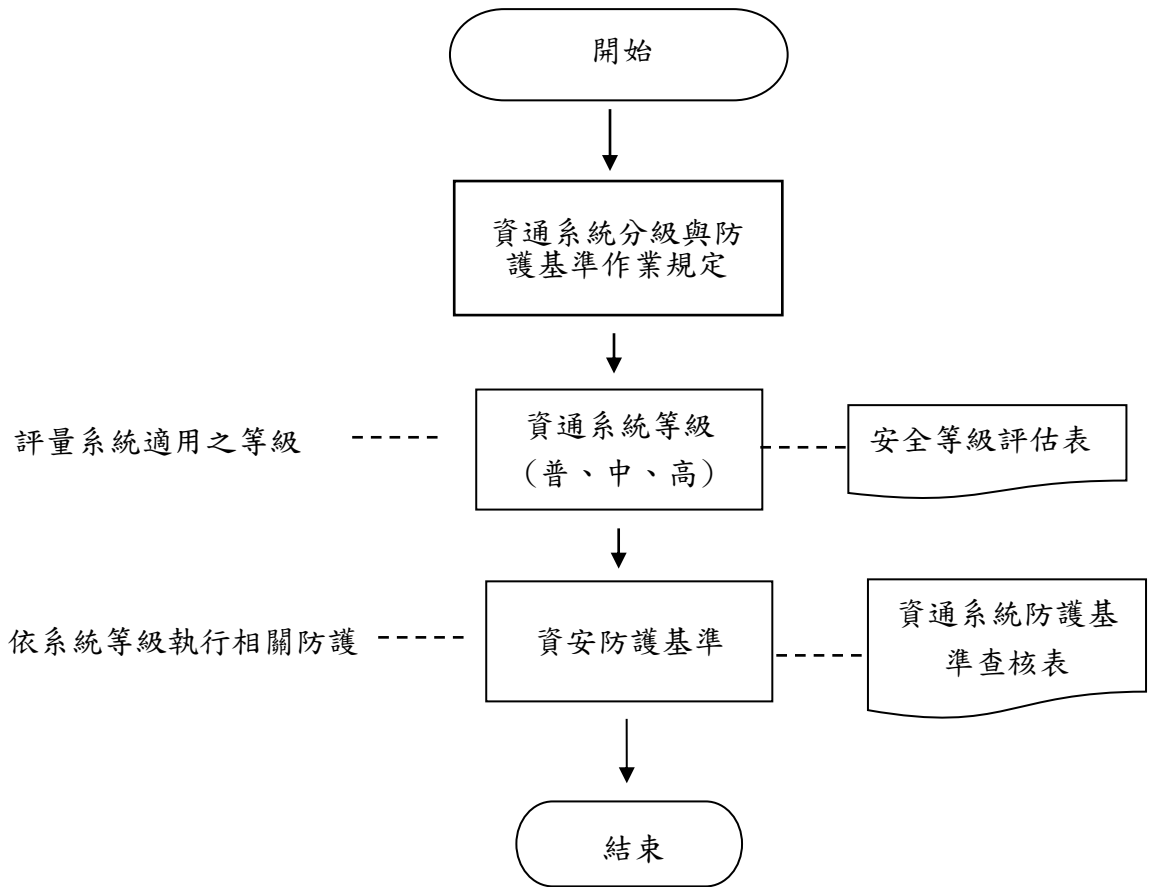 開始
資通系統分級與防
護基準作業規定
評量系統適用之等級
資通系統等級
(普、中、高)
安全等級評估表
依系統等級執行相關防護
資安防護基準
資通系統防護基
準查核表
結束